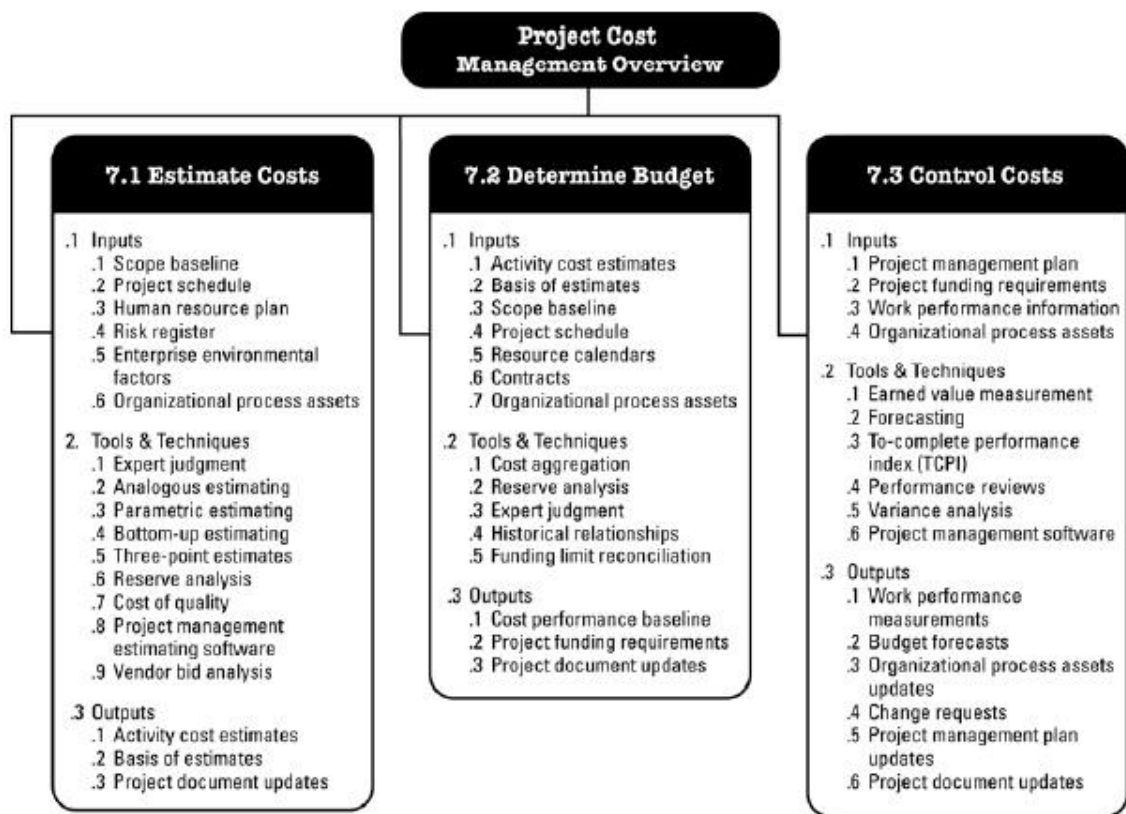 Project Cost
Management Overview
7.1 Estimate Costs
.1 Inputs
.1 Scope baseline
.2 Project schedule
.3 Human resource plan
.4 Risk register
.5 Enterprise environmental
factors
.6 Organizational process assets
2. Tools & Techniques
.1 Expert judgment
.2 Analogous estimating
.3 Parametric estimating
.4 Bottom-up estimating
.5 Three-point estimates
.6 Reserve analysis
.7 Cost of quality
.8 Project management
estimating software
.9 Vendor bid analysis
.3 Outputs
.1 Activity cost estimates
.2 Basis of estimates
.3 Project document updates
7.2 Determine Budget
.1 Inputs
.1 Activity cost estimates
.2 Basis of estimates
.3 Scope baseline
.4 Project schedule
.5 Resource calendars
.6 Contracts
.7 Organizational process assets
.2 Tools & Techniques
.1 Cost aggregation
.2 Reserve analysis
.3 Expert judgment
.4 Historical relationships
.5 Funding limit reconciliation
.3 Outputs
.1 Cost performance baseline
.2 Project funding requirements
.3 Project document updates
7.3 Control Costs
.1 Inputs
.1 Project management plan
.2 Project funding requirements
.3 Work performance information
.4 Organizational process assets
.2 Tools & Techniques
.1 Earned value measurement
.2 Forecasting
.3 To-complete performance
index (TCPI)
.4 Performance reviews
.5 Variance analysis
.6 Project management software
.3 Outputs
.1 Work performance
measurements
.2 Budget forecasts
.3 Organizational process assets
updates
.4 Change requests
.5 Project management plan
updates
.6 Project document updates